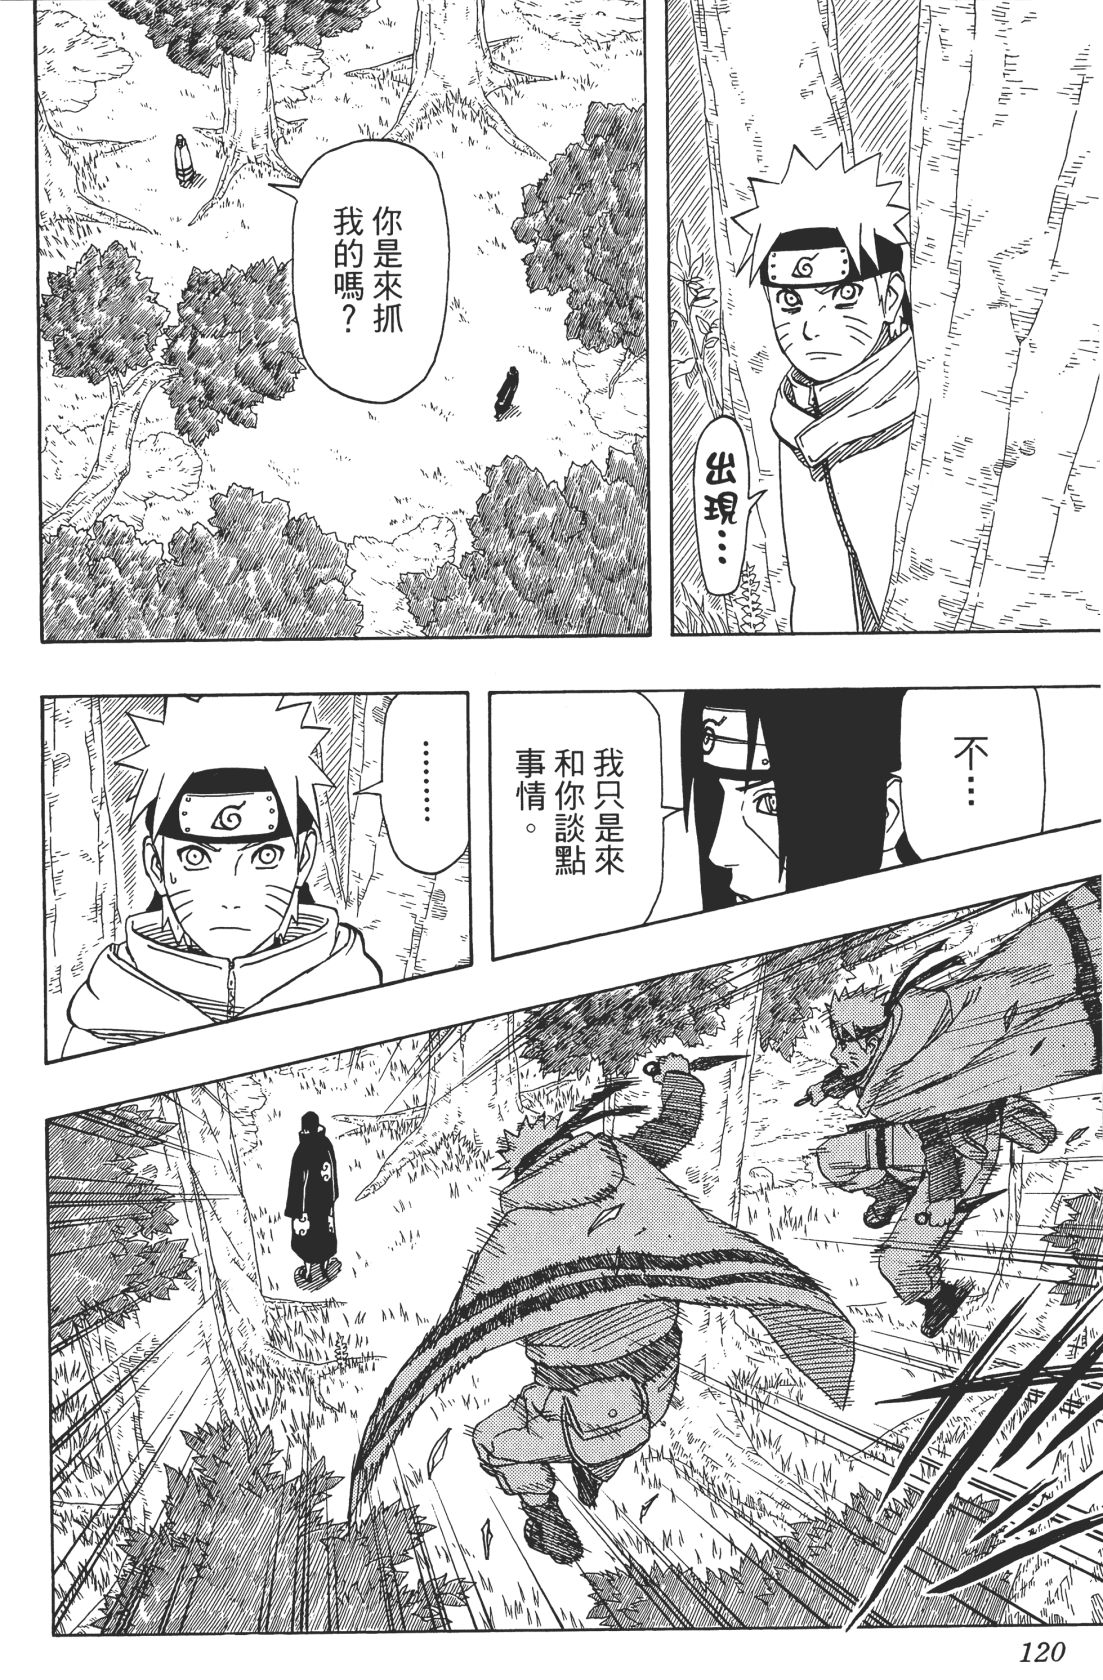 出現…
你是來抓
我的嗎？
不…
我只是來
和你談點
事情。
………
120